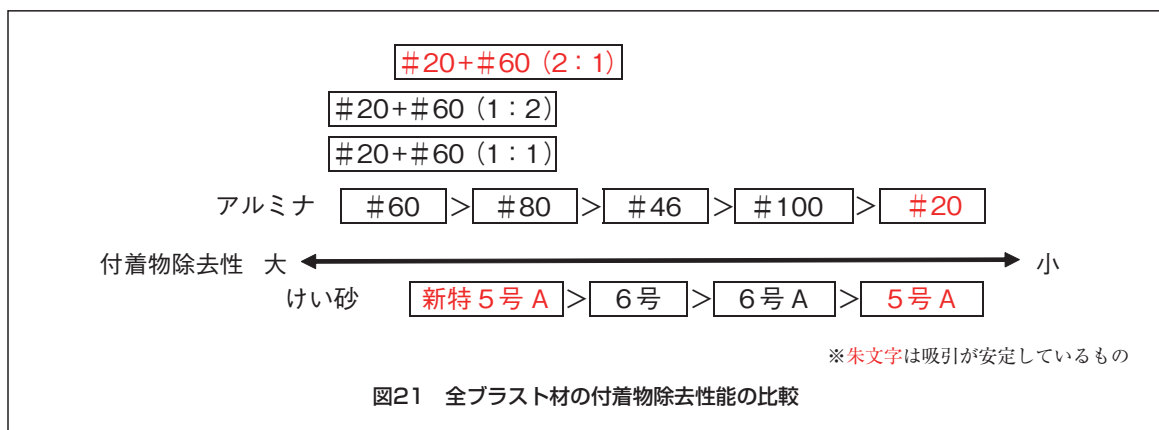 ＃20+＃60（2：1）
＃20+＃60（1：2）
＃20+＃60（1：1）
アルミナ ＃60 > ＃80 > ＃46 > ＃100 > ＃20
付着物除去性 大 小
けい砂 新特５号Ａ > ６号 > ６号Ａ > ５号Ａ
※朱文字は吸引が安定しているもの
図21 全ブラスト材の付着物除去性能の比較